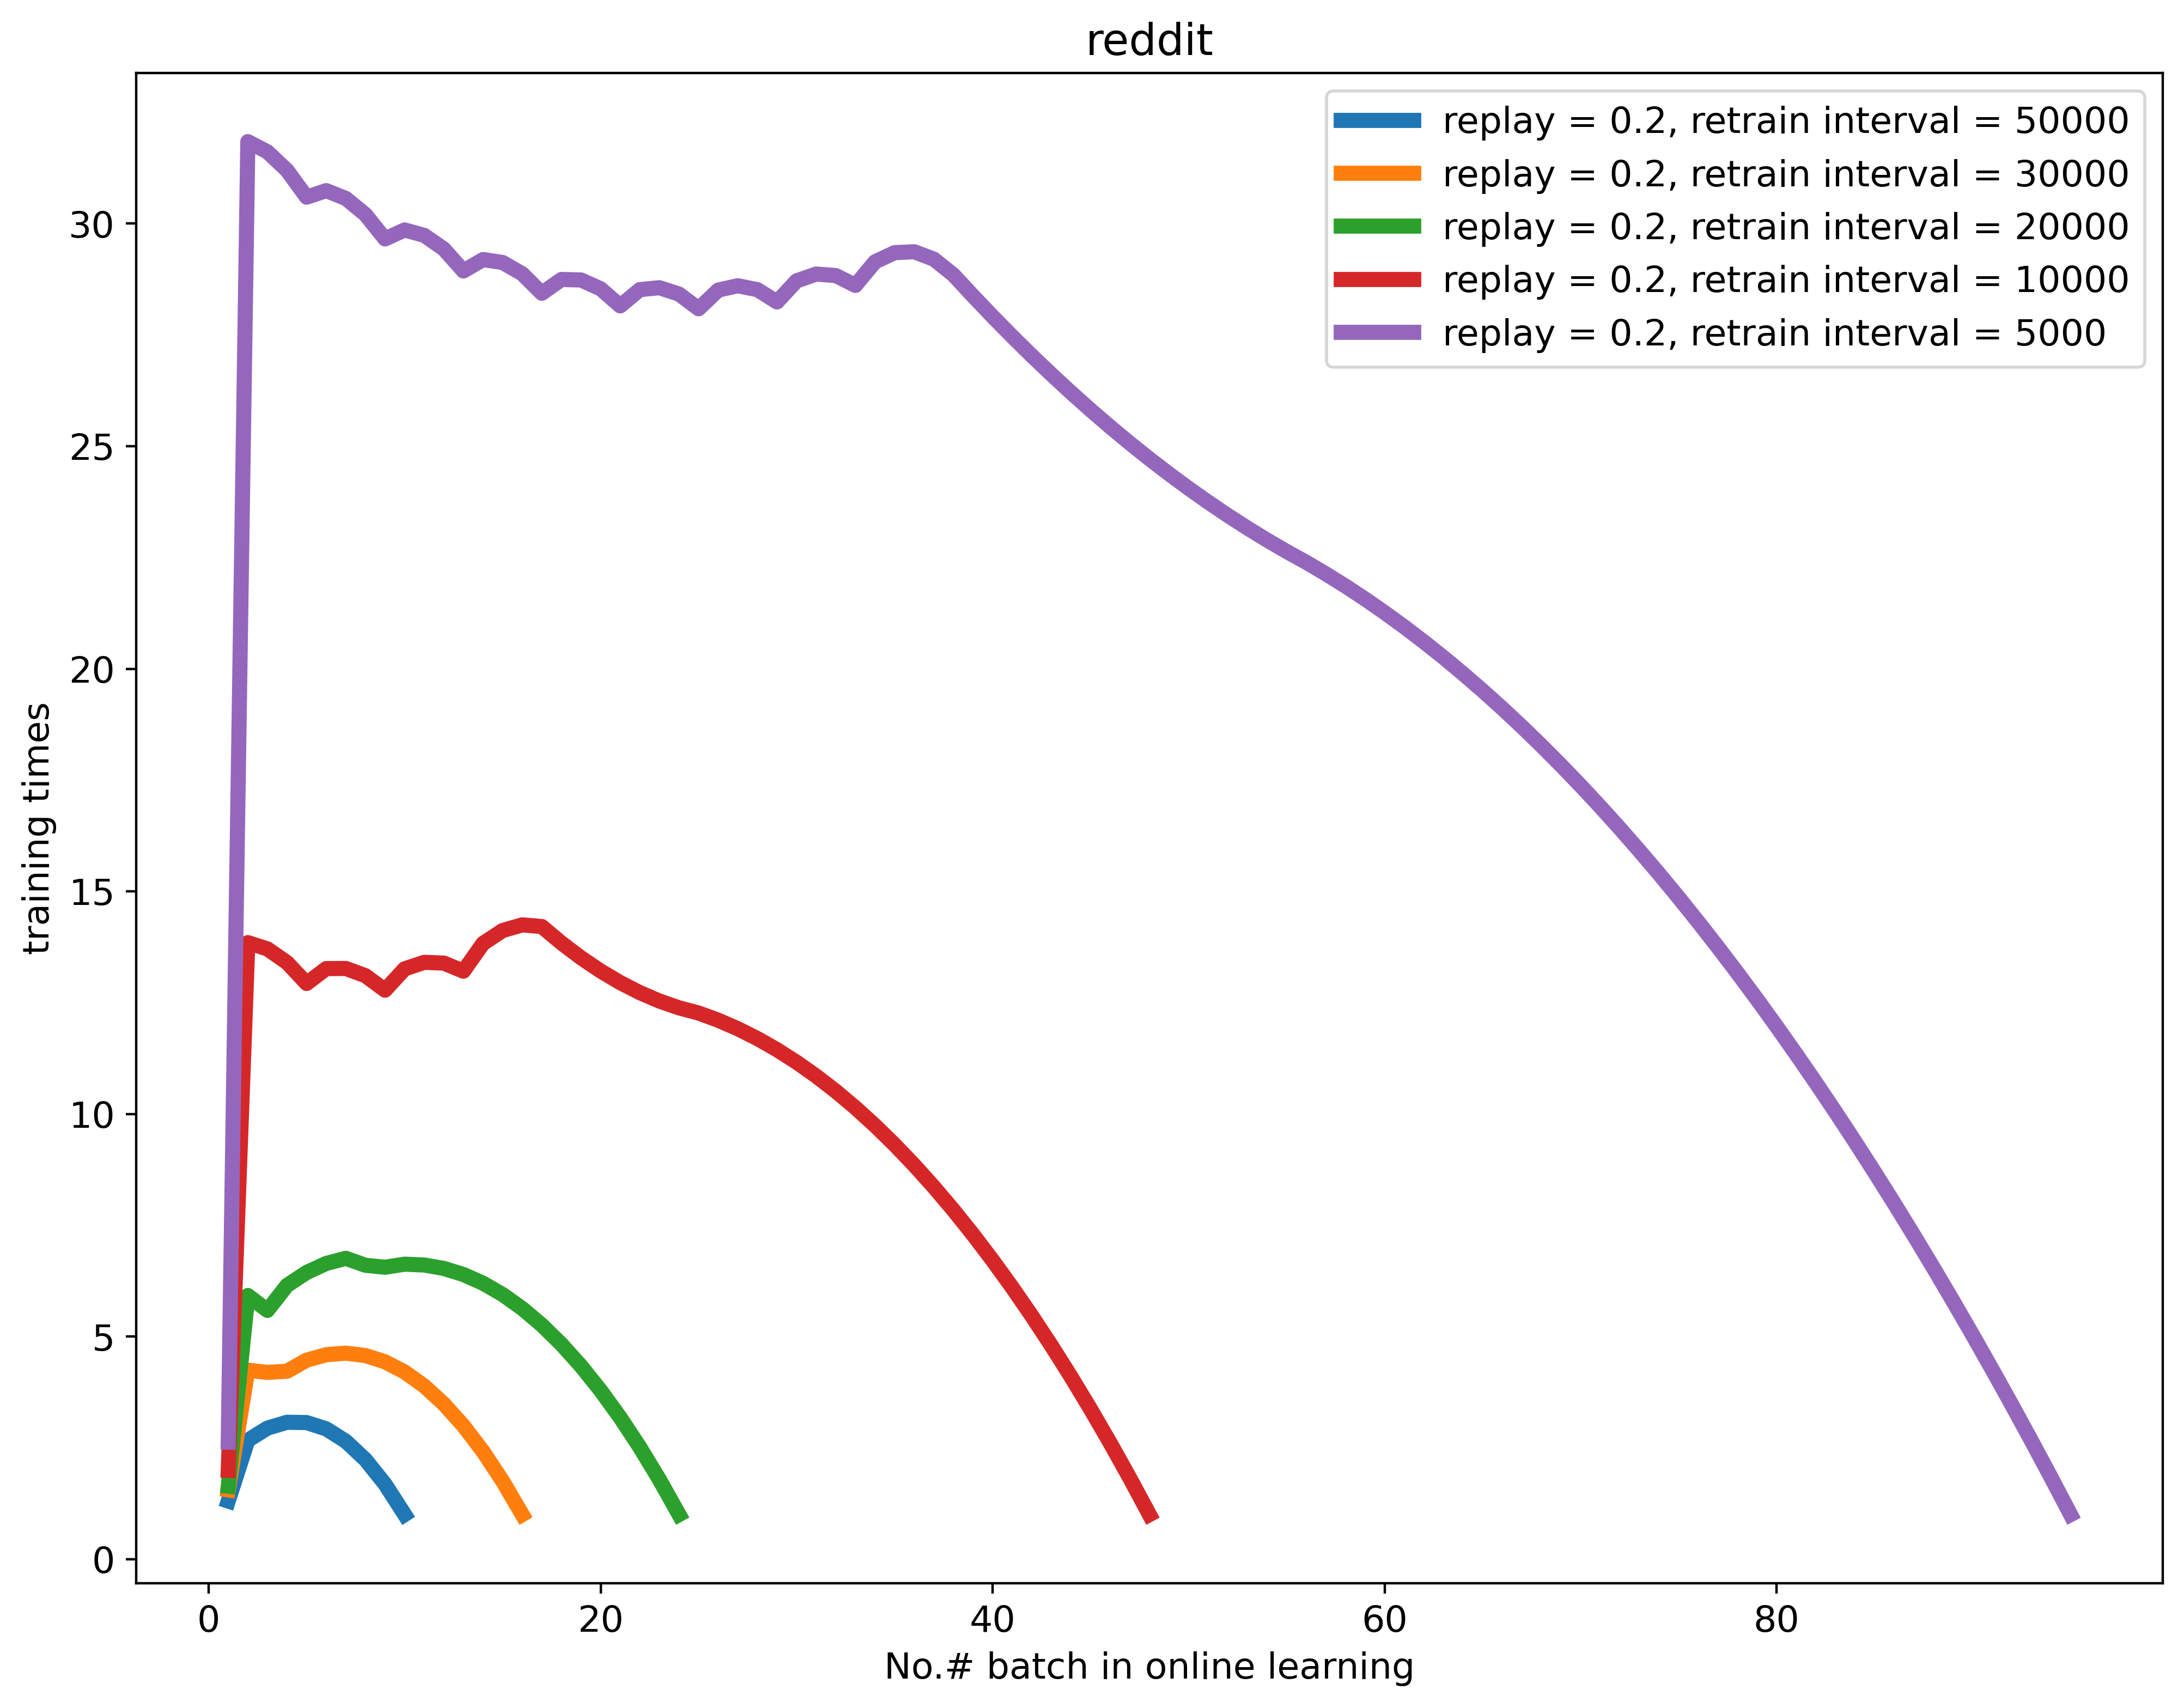 reddit
replay = 0.2, retrain interval = 50000
replay = 0.2, retrain interval = 30000
replay = 0.2, retrain interval = 20000
replay = 0.2, retrain interval = 10000
replay = 0.2, retrain interval = 5000
training times
30
25
20
15
10
5
0
0 20 40 60 80
No.# batch in online learning